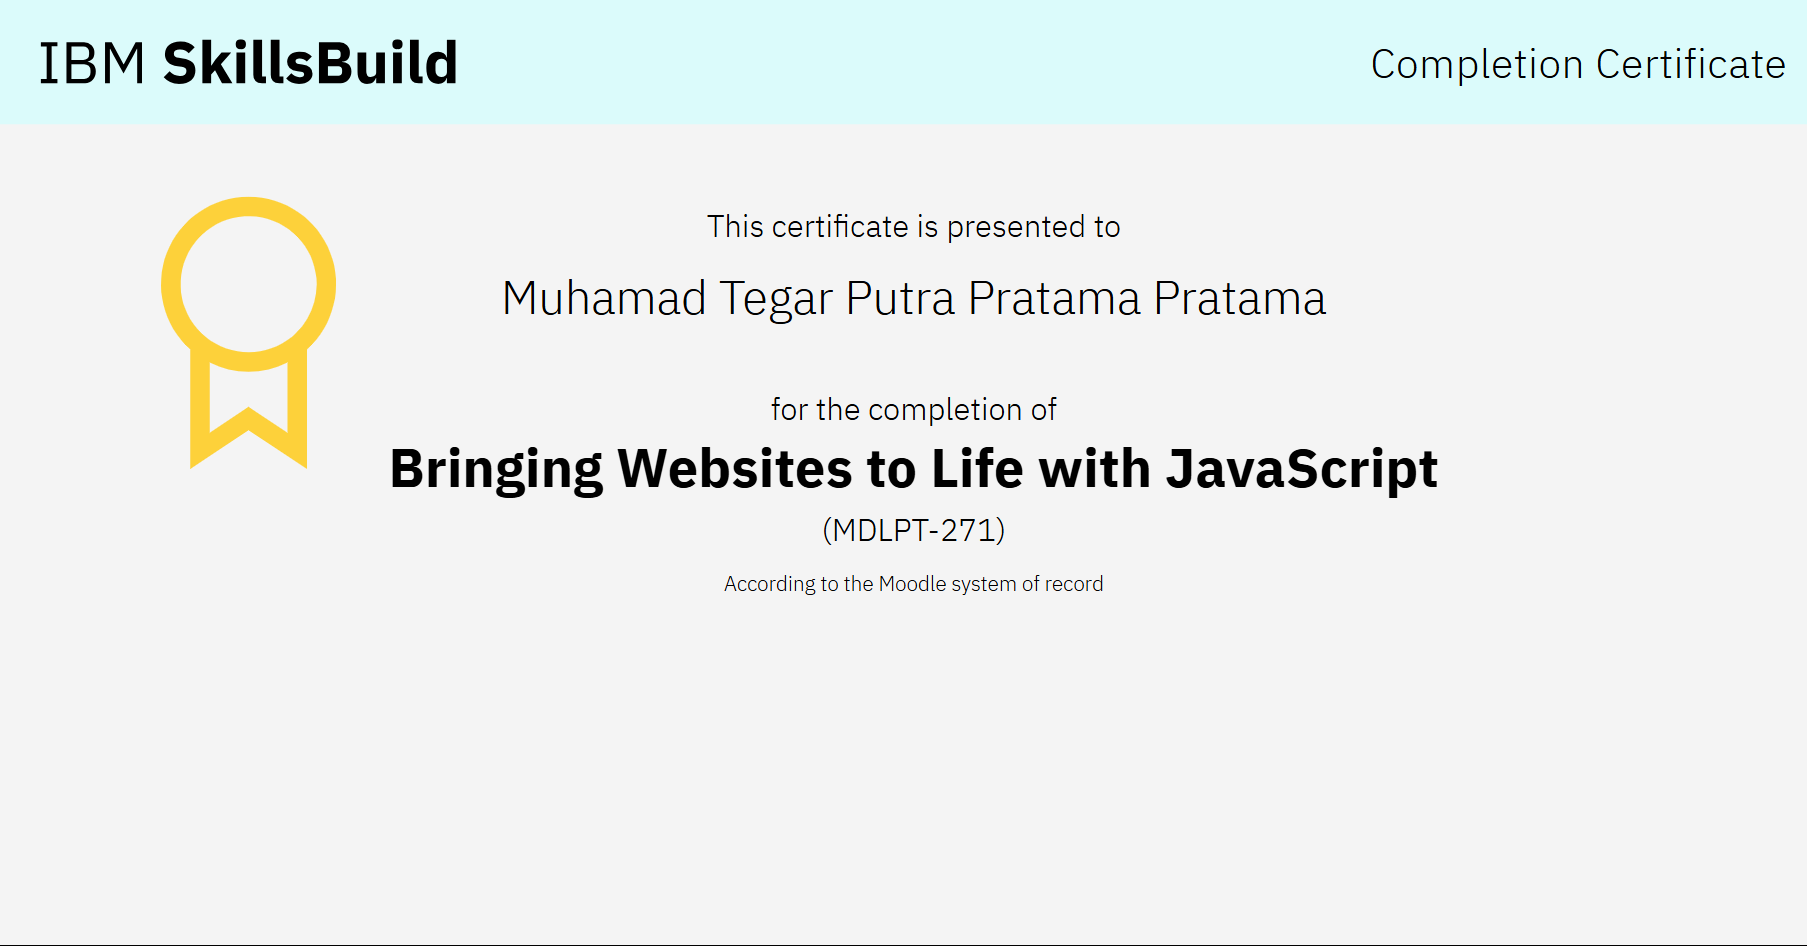 IBM SkillsBuild
Completion Certificate
This certificate is presented to
Muhamad Tegar Putra Pratama Pratama
for the completion of
Bringing Websites to Life with JavaScript
(MDLPT-271)
According to the Moodle system of record